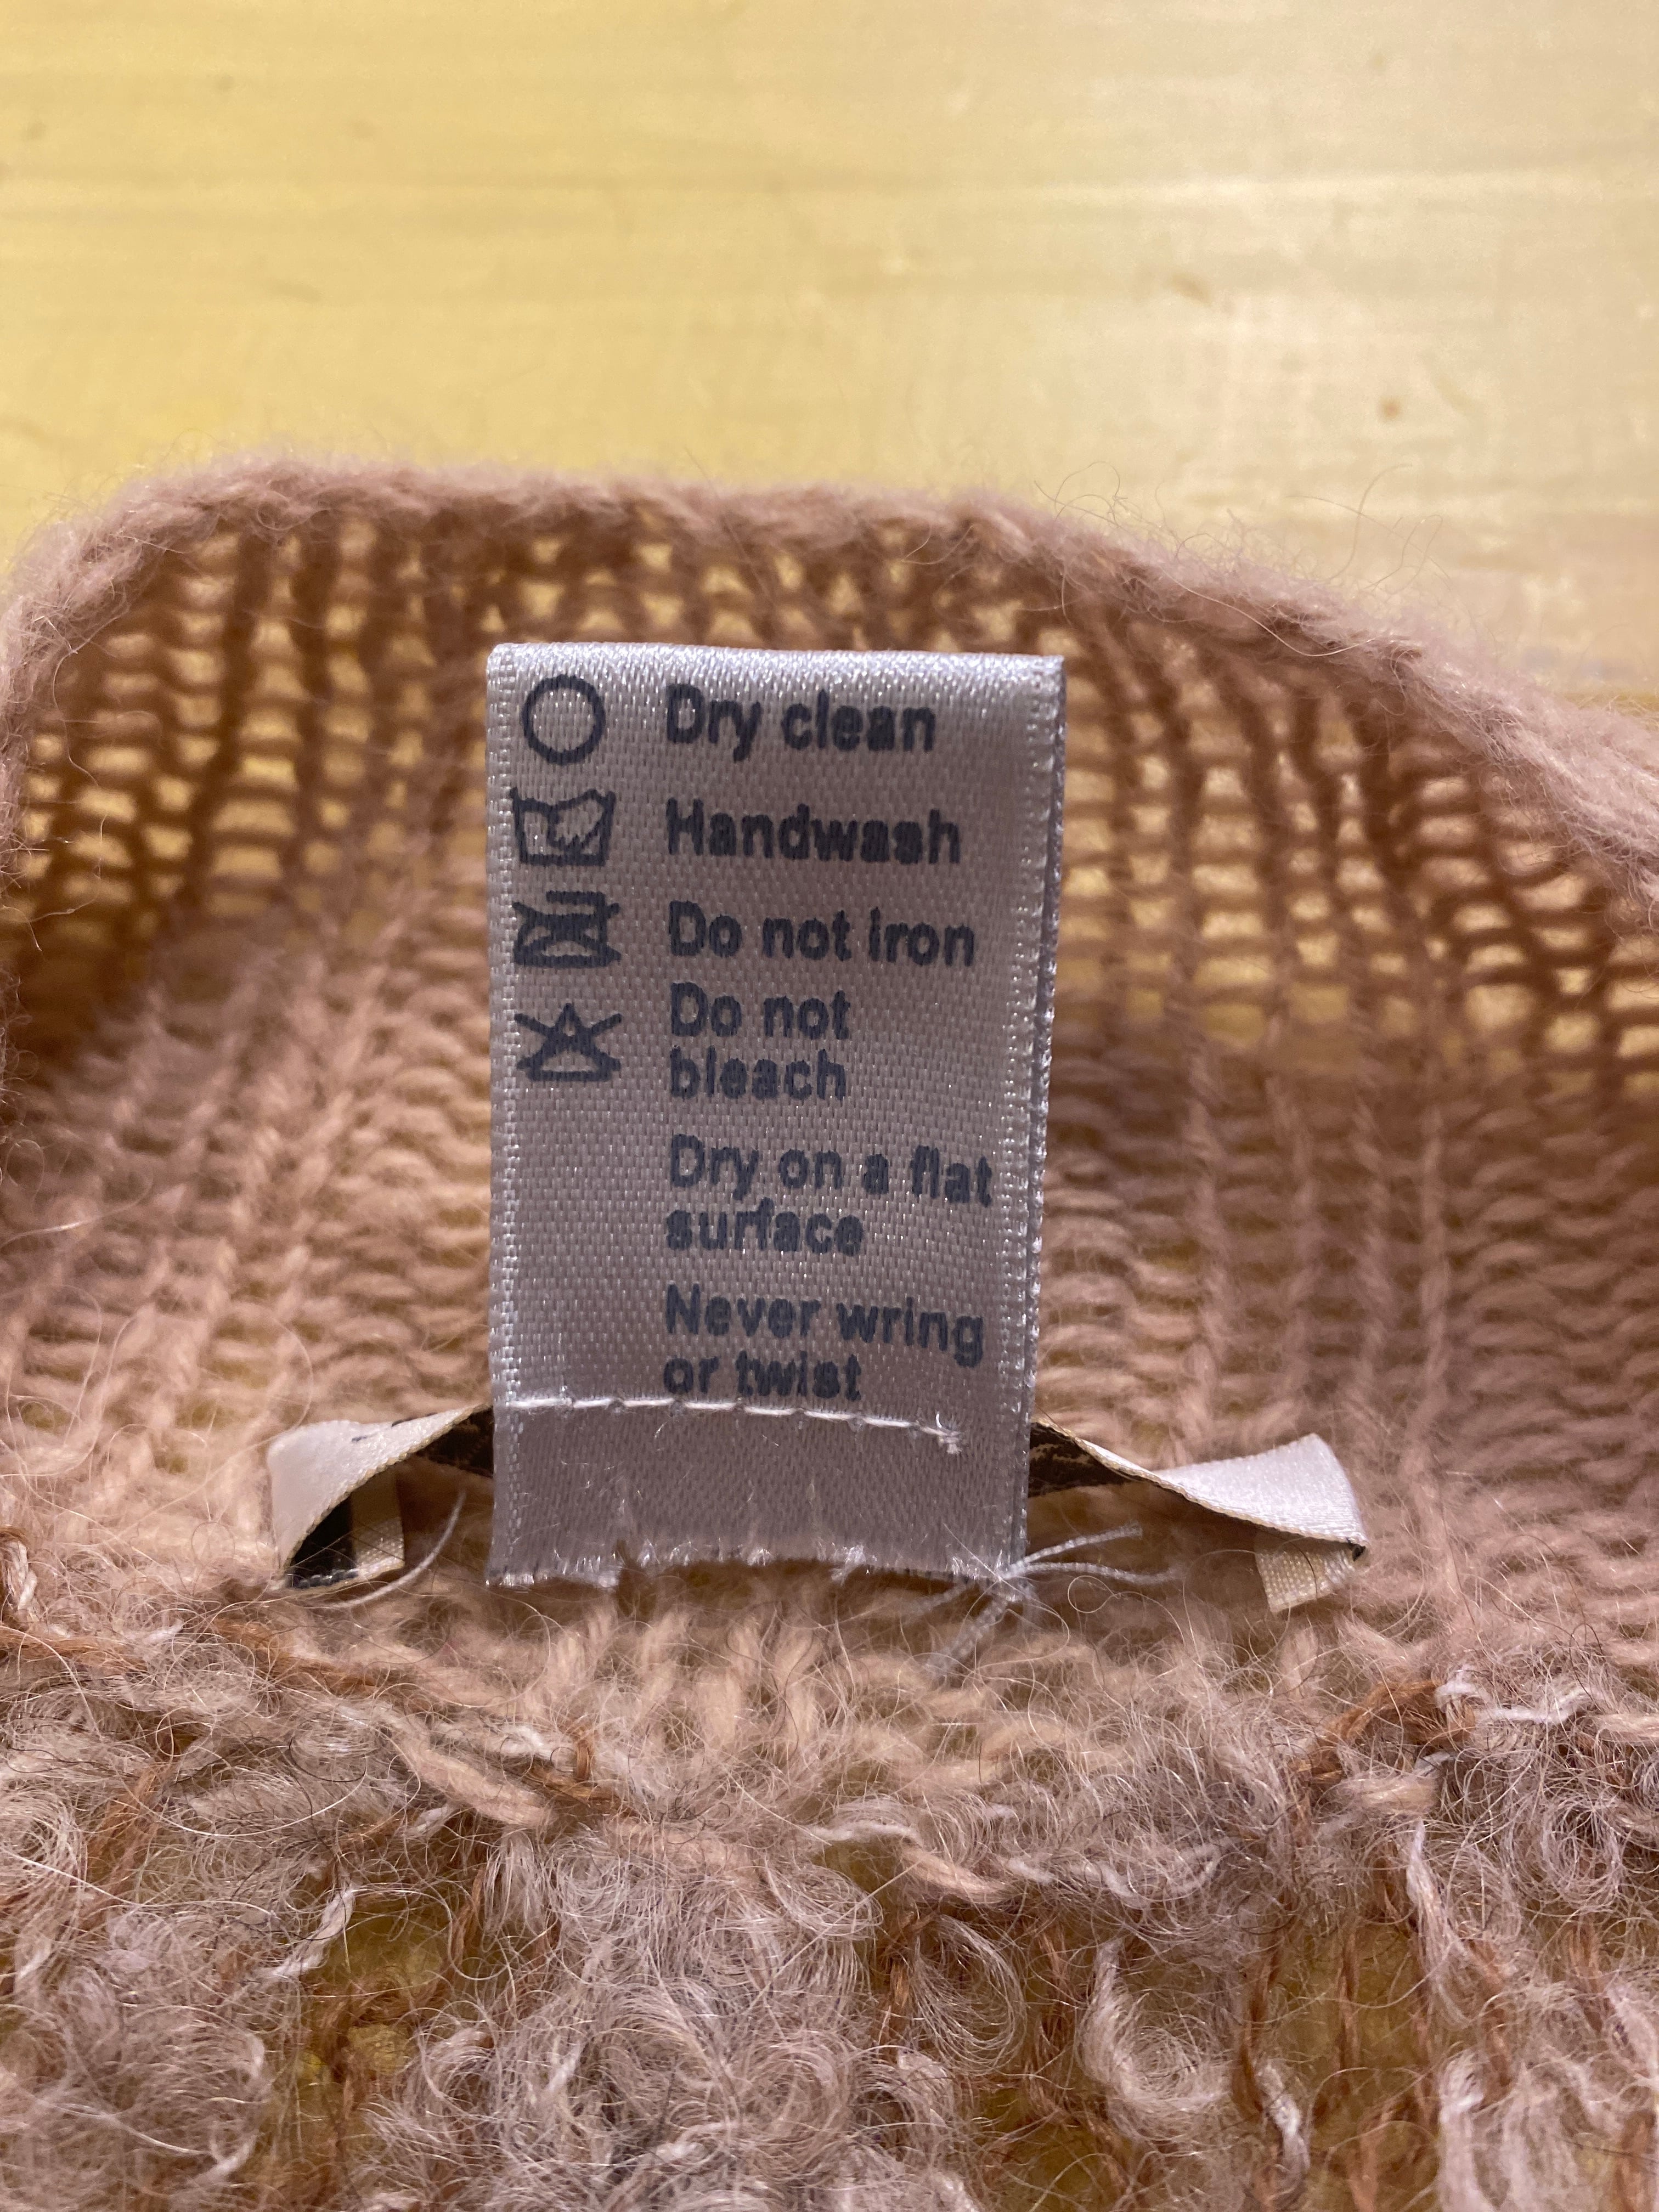 Dry clean
Handwash
Do not iron
Do not
bleach
Dry on a flat
surface
Never wring
or twist